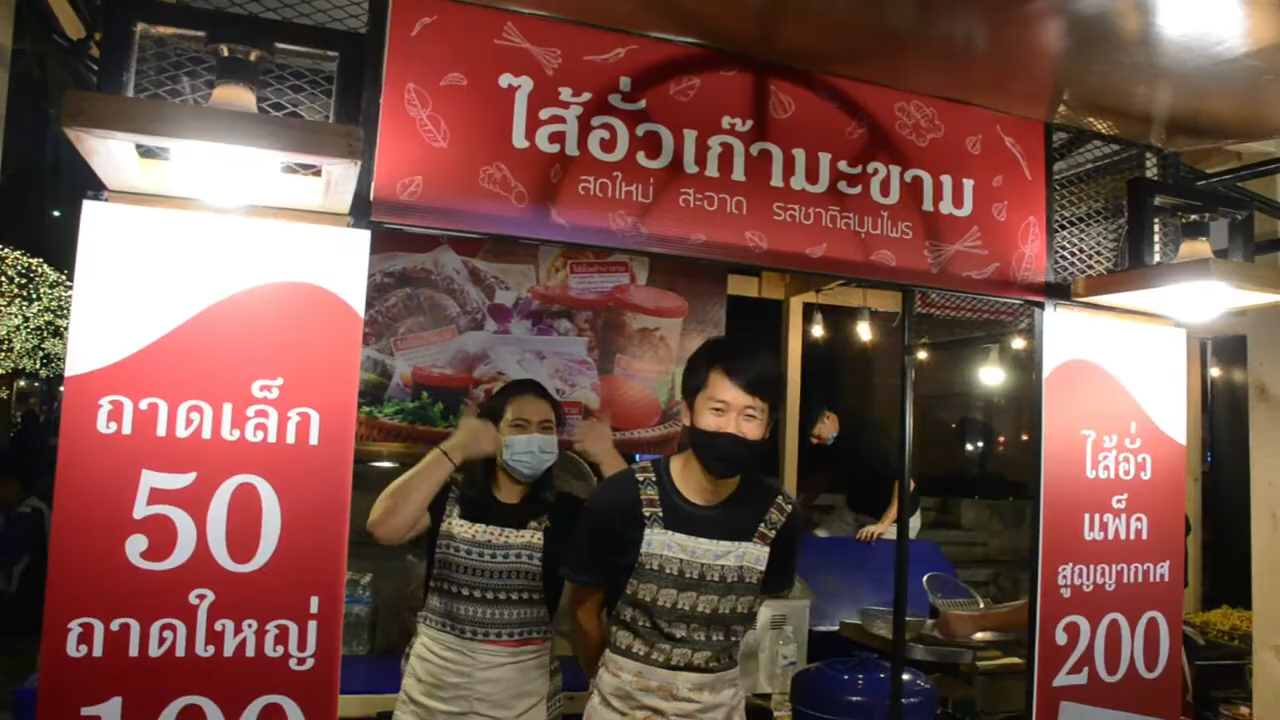 ไส้อั่วเก๊ามะขาม
สดใหม่ สะอาด รสชาติสมุนไพร
ถาดเล็ก
50
ถาดใหญ่
100
ไส้อั่ว
แพ็ค
สูญญากาศ
200